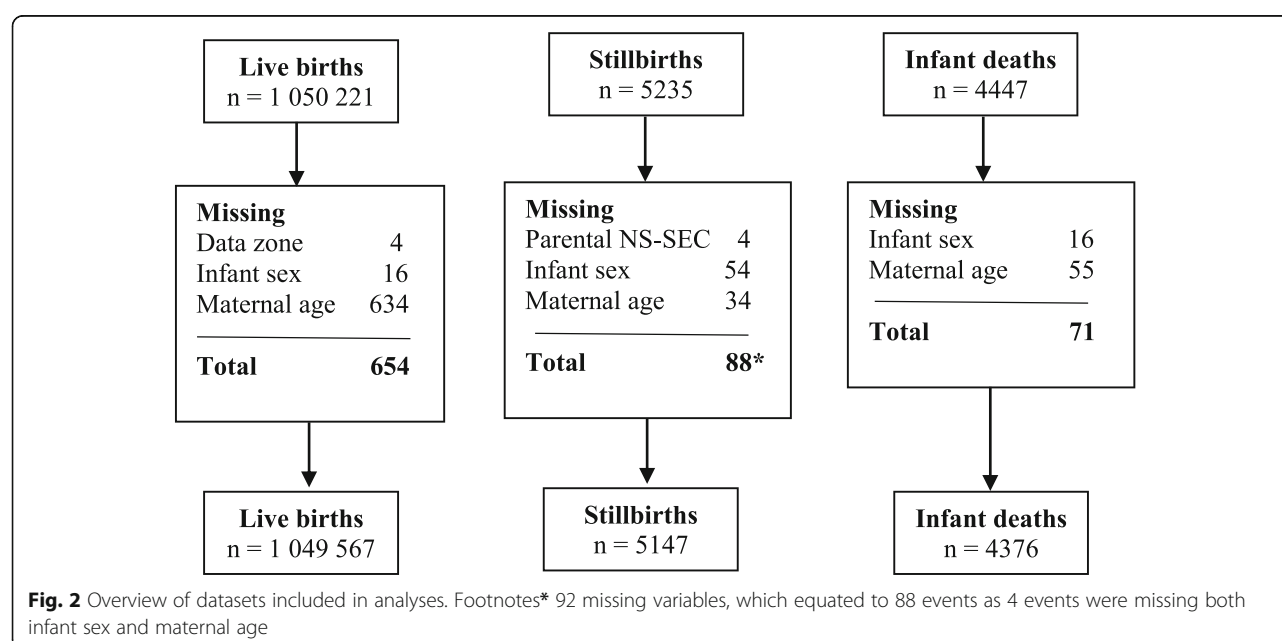 Live births
n = 1 050 221
Missing
Data zone 4
Infant sex 16
Maternal age 634
Total 654
Live births
n = 1 049 567
Stillbirths
n = 5235
Missing
Parental NS-SEC 4
Infant sex 54
Maternal age 34
Total 88*
Stillbirths
n = 5147
Infant deaths
n = 4447
Missing
Infant sex 16
Maternal age 55
Total 71
Infant deaths
n = 4376
Fig. 2 Overview of datasets included in analyses. Footnotes* 92 missing variables, which equated to 88 events as 4 events were missing both
infant sex and maternal age